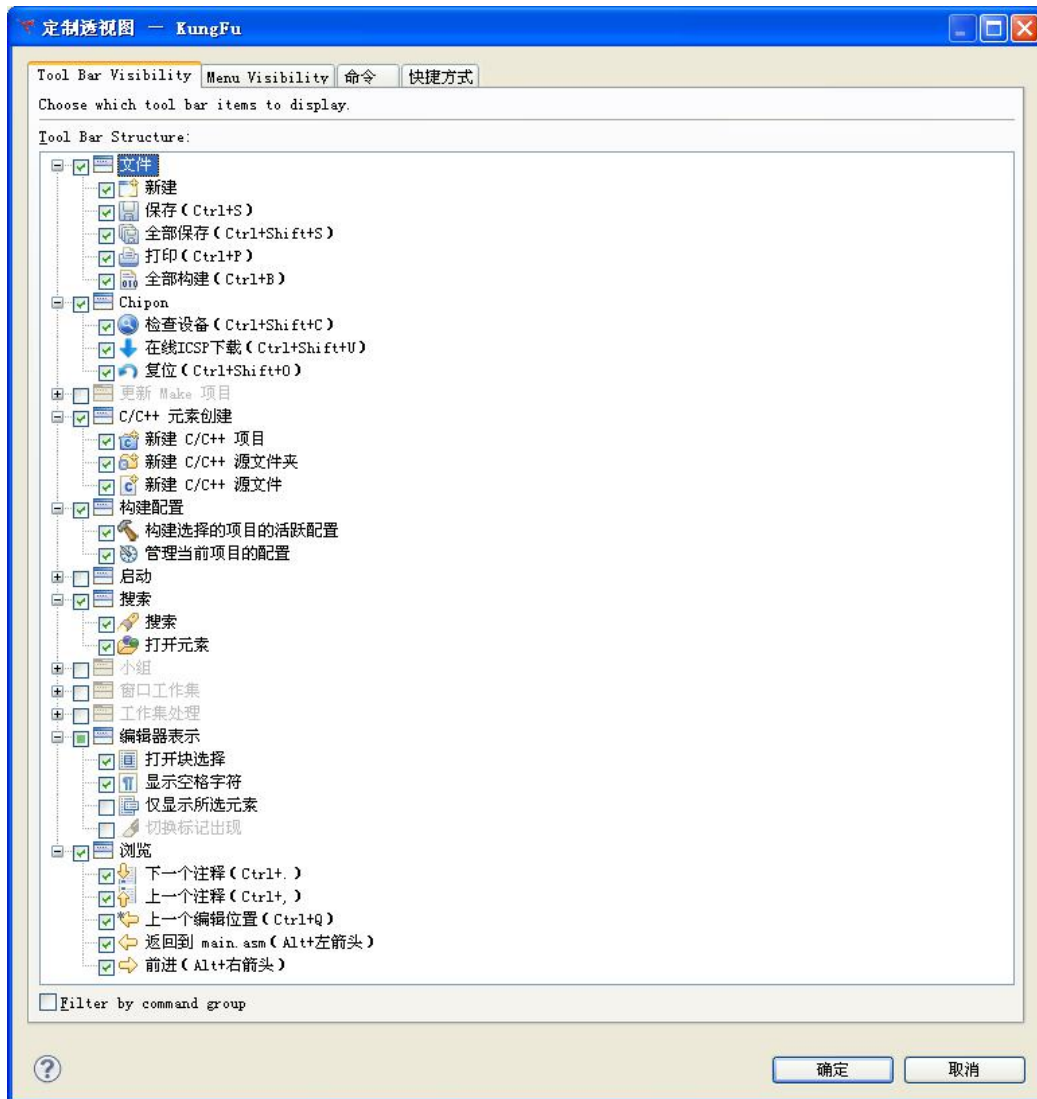 定制透视图 — KungFu
Tool Bar Visibility Menu Visibility 命令 快捷方式
Choose which tool bar items to display.
Tool Bar Structure:
文件
新建
保存(Ctrl+S)
全部保存(Ctrl+Shift+S)
打印(Ctrl+P)
全部构建(Ctrl+B)
Chipon
检查设备(Ctrl+Shift+C)
在线ICSP下载(Ctrl+Shift+U)
复位(Ctrl+Shift+O)
更新 Make 项目
C/C++ 元素创建
新建 C/C++ 项目
新建 C/C++ 源文件夹
新建 C/C++ 源文件
构建配置
构建选择的项目的活跃配置
管理当前项目的配置
启动
搜索
搜索
打开元素
小组
窗口工作集
工作集处理
编辑器表示
打开块选择
显示空格字符
仅显示所选元素
切换标记出现
浏览
下一个注释(Ctrl+.)
上一个注释(Ctrl+,)
上一个编辑位置(Ctrl+Q)
返回到 main.asm(Alt+左箭头)
前进(Alt+右箭头)
Filter by command group
确定 取消